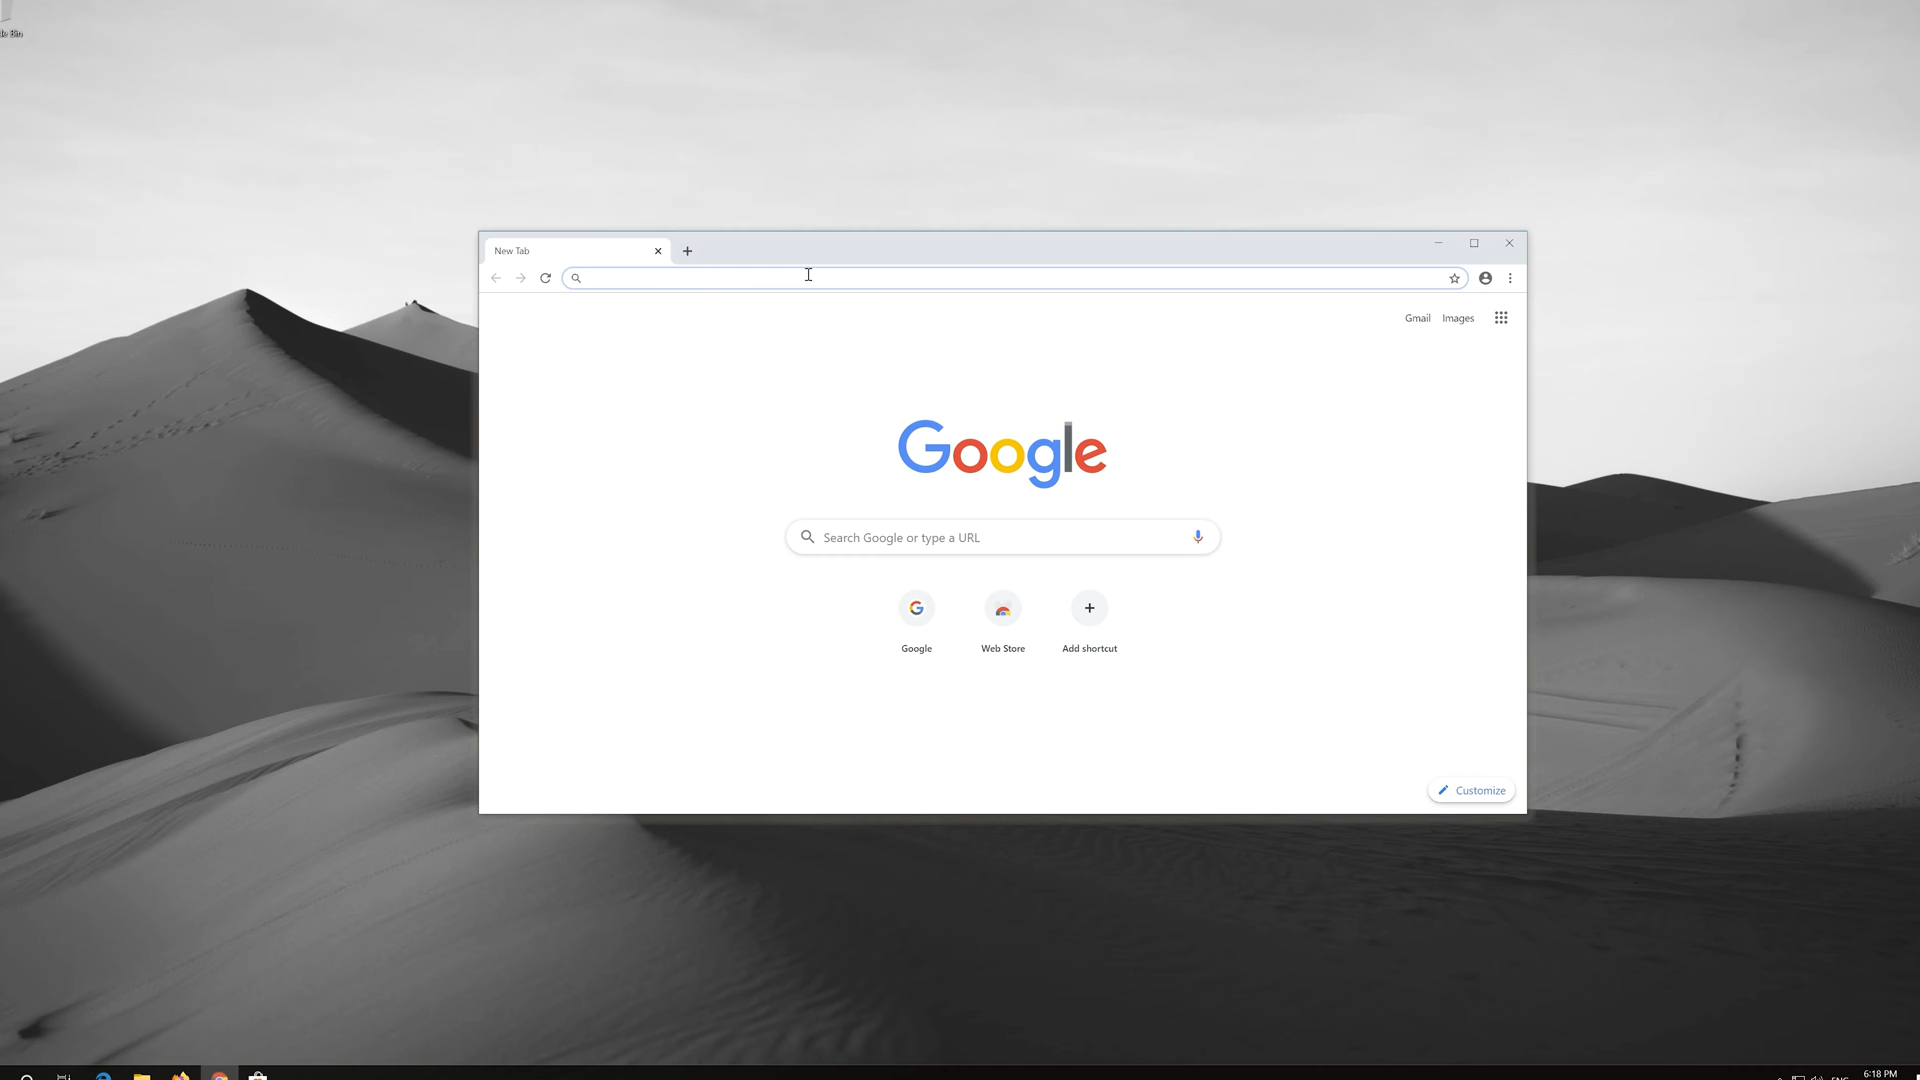 New Tab
Gmail Images
Google
Search Google or type a URL
Google Web Store Add shortcut
Customize
6:18 PM